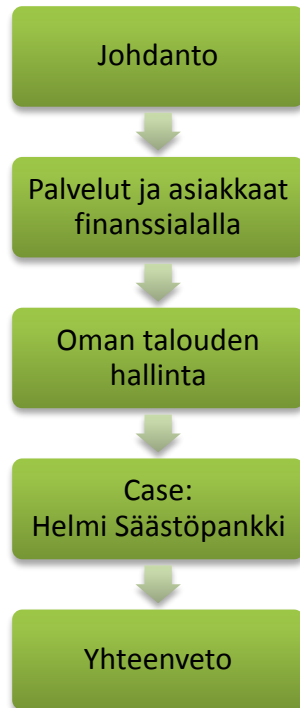 Johdanto
Palvelut ja asiakkaat
finanssialalla
Oman talouden
hallinta
Case:
Helmi Säästöpankki
Yhteenveto